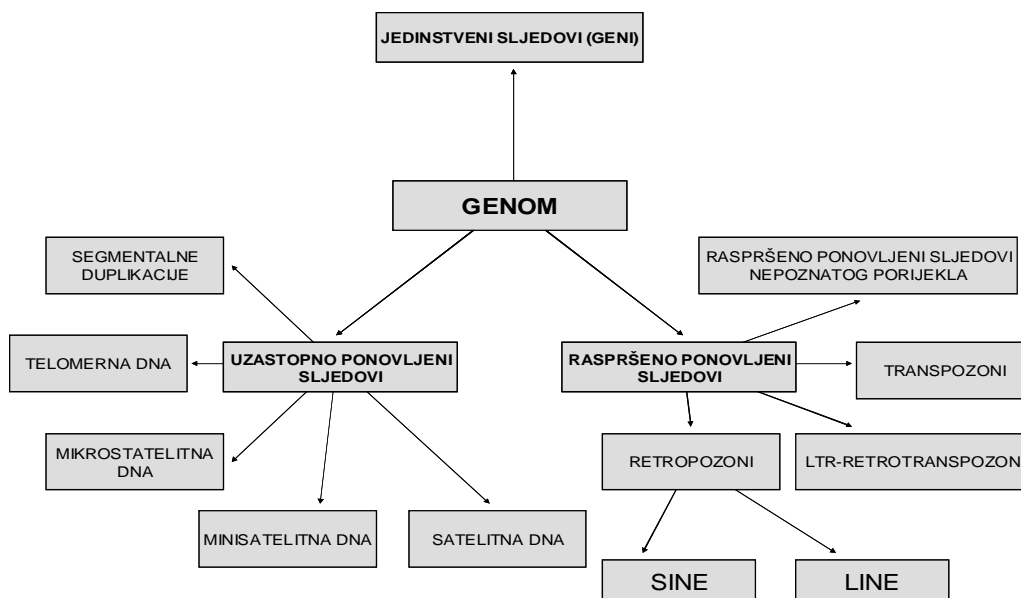 JEDINSTVENI SLJEDOVI (GENI)
GENOM
SEGMENTALNE
DUPLIKACIJE
RASPRŠENO PONOVLJENI SLJEDOVI
NEPOZNATOG PORIJEKLA
TELOMERNA DNA
UZASTOPNO PONOVLJENI
SLJEDOVI
RASPRŠENO PONOVLJENI
SLJEDOVI
TRANSPOZONI
MIKROSTATELITNA
DNA
RETROPOZONI
LTR-RETROTRANSPOZON
MINISATELITNA DNA
SATELITNA DNA
SINE
LINE